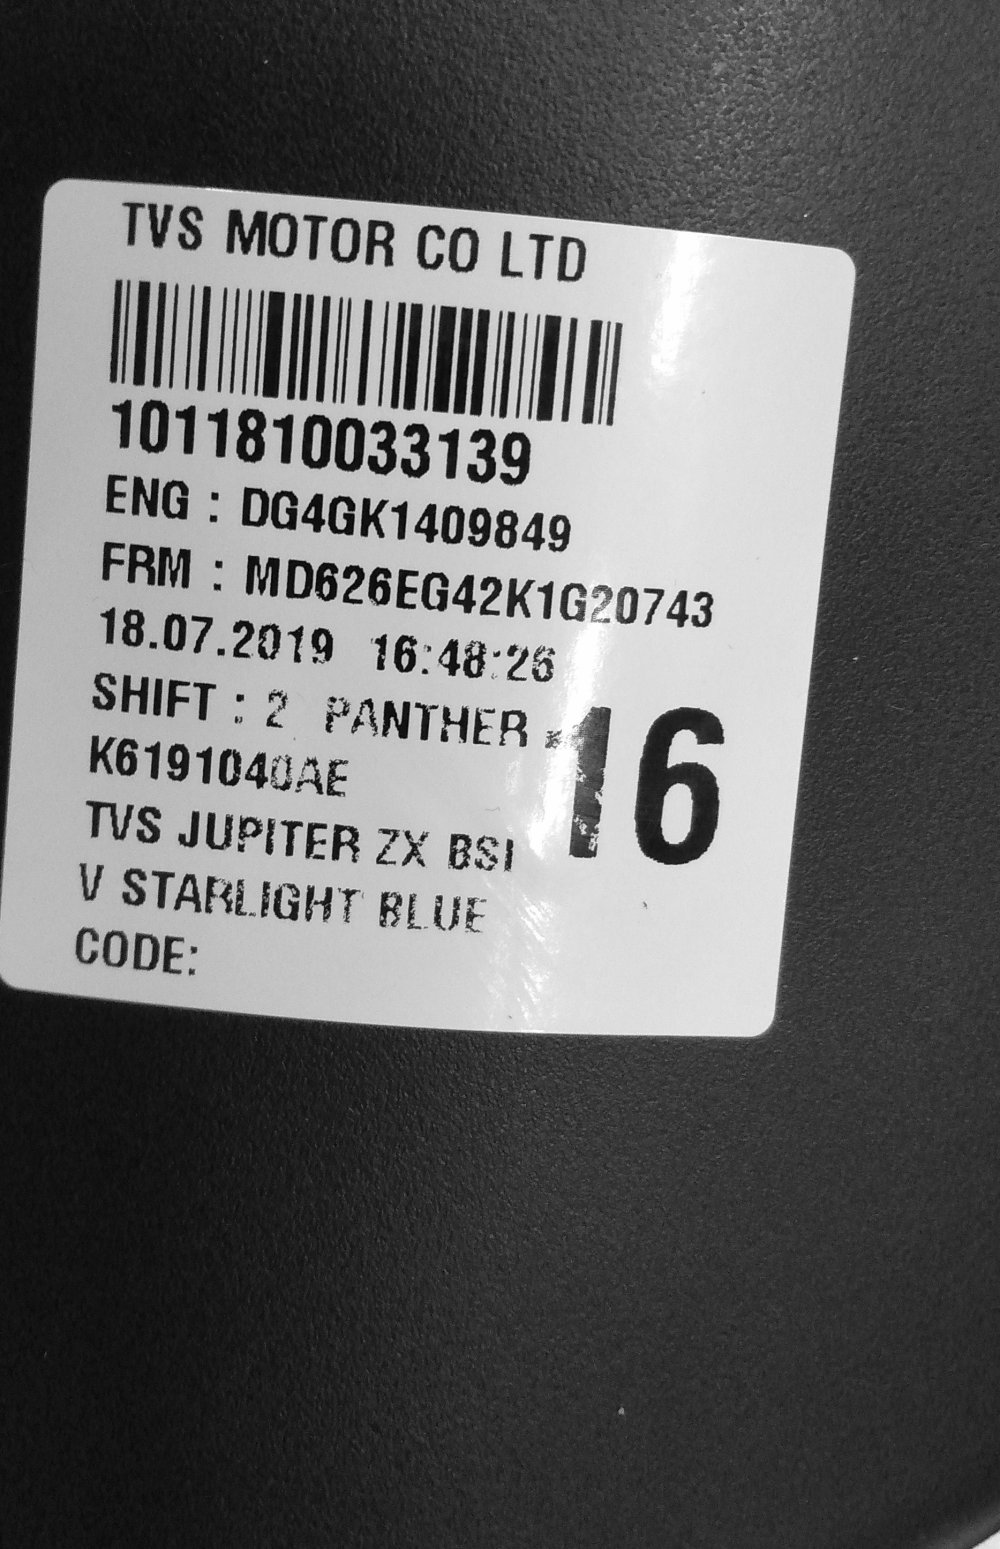 TVS MOTOR CO LTD
1011810033139
ENG : DG4GK1409849
FRM : MD626EG42K1G20743
18.07.2019 16:48:26
SHIFT : 2 PANTHER
16
K6191040AE
TVS JUPITER ZX BSI
V STARLIGHT BLUE
CODE: